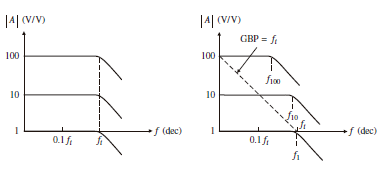 |A| (V/V)
100
10
1
0.1 f_t
f_t
f (dec)
|A| (V/V)
GBP = f_t
100
f_100
10
f_10
f_t
1
0.1 f_t
f (dec)
f_1